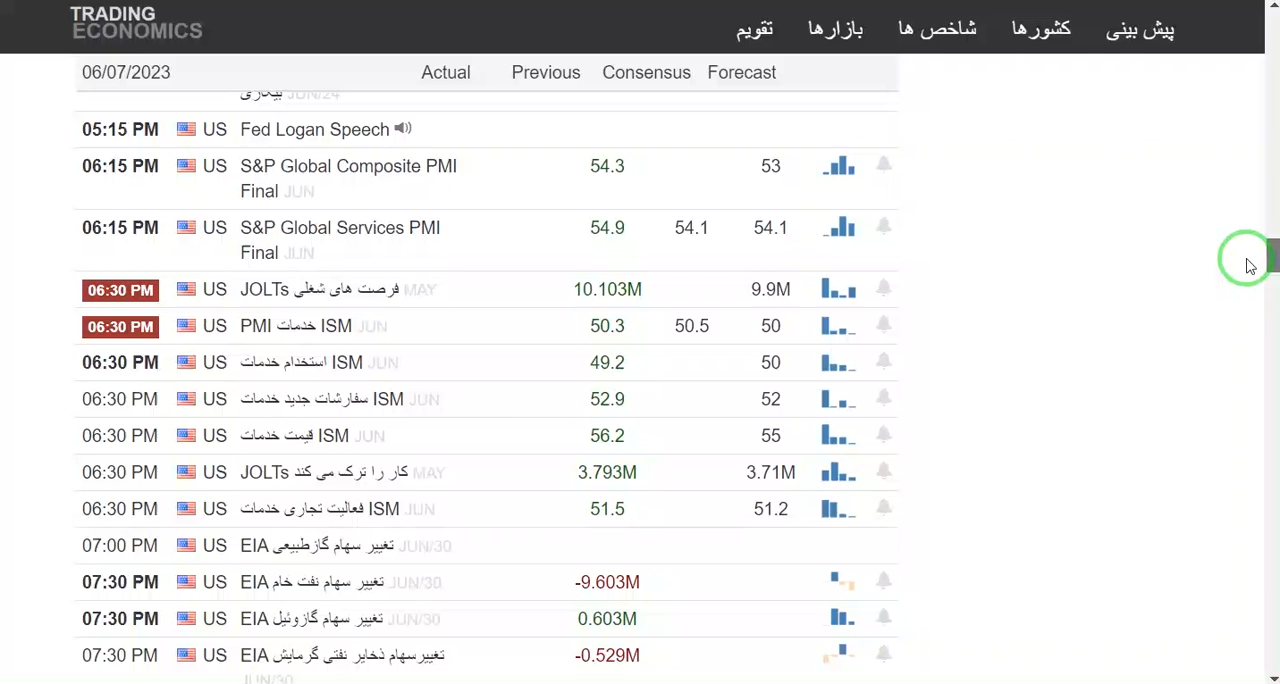 TRADING
ECONOMICS
پیش بینی کشورها شاخص ها بازارها تقویم
06/07/2023 Actual Previous Consensus Forecast
بیکاری JUN/24
05:15 PM US Fed Logan Speech
06:15 PM US S&P Global Composite PMI 54.3 53
Final JUN
06:15 PM US S&P Global Services PMI 54.9 54.1 54.1
Final JUN
06:30 PM US JOLTs فرصت های شغلی MAY 10.103M 9.9M
06:30 PM US PMI خدمات ISM JUN 50.3 50.5 50
06:30 PM US استخدام خدمات ISM JUN 49.2 50
06:30 PM US سفارشات جدید خدمات ISM JUN 52.9 52
06:30 PM US قیمت خدمات ISM JUN 56.2 55
06:30 PM US JOLTs کار را ترک می کند MAY 3.793M 3.71M
06:30 PM US فعالیت تجاری خدمات ISM JUN 51.5 51.2
07:00 PM US EIA تغییر سهام گازطبیعی JUN/30
07:30 PM US EIA تغییر سهام نفت خام JUN/30 -9.603M
07:30 PM US EIA تغییر سهام گازوئیل JUN/30 0.603M
07:30 PM US EIA تغییرسهام ذخایر نفتی گرمایش -0.529M
JUN/30